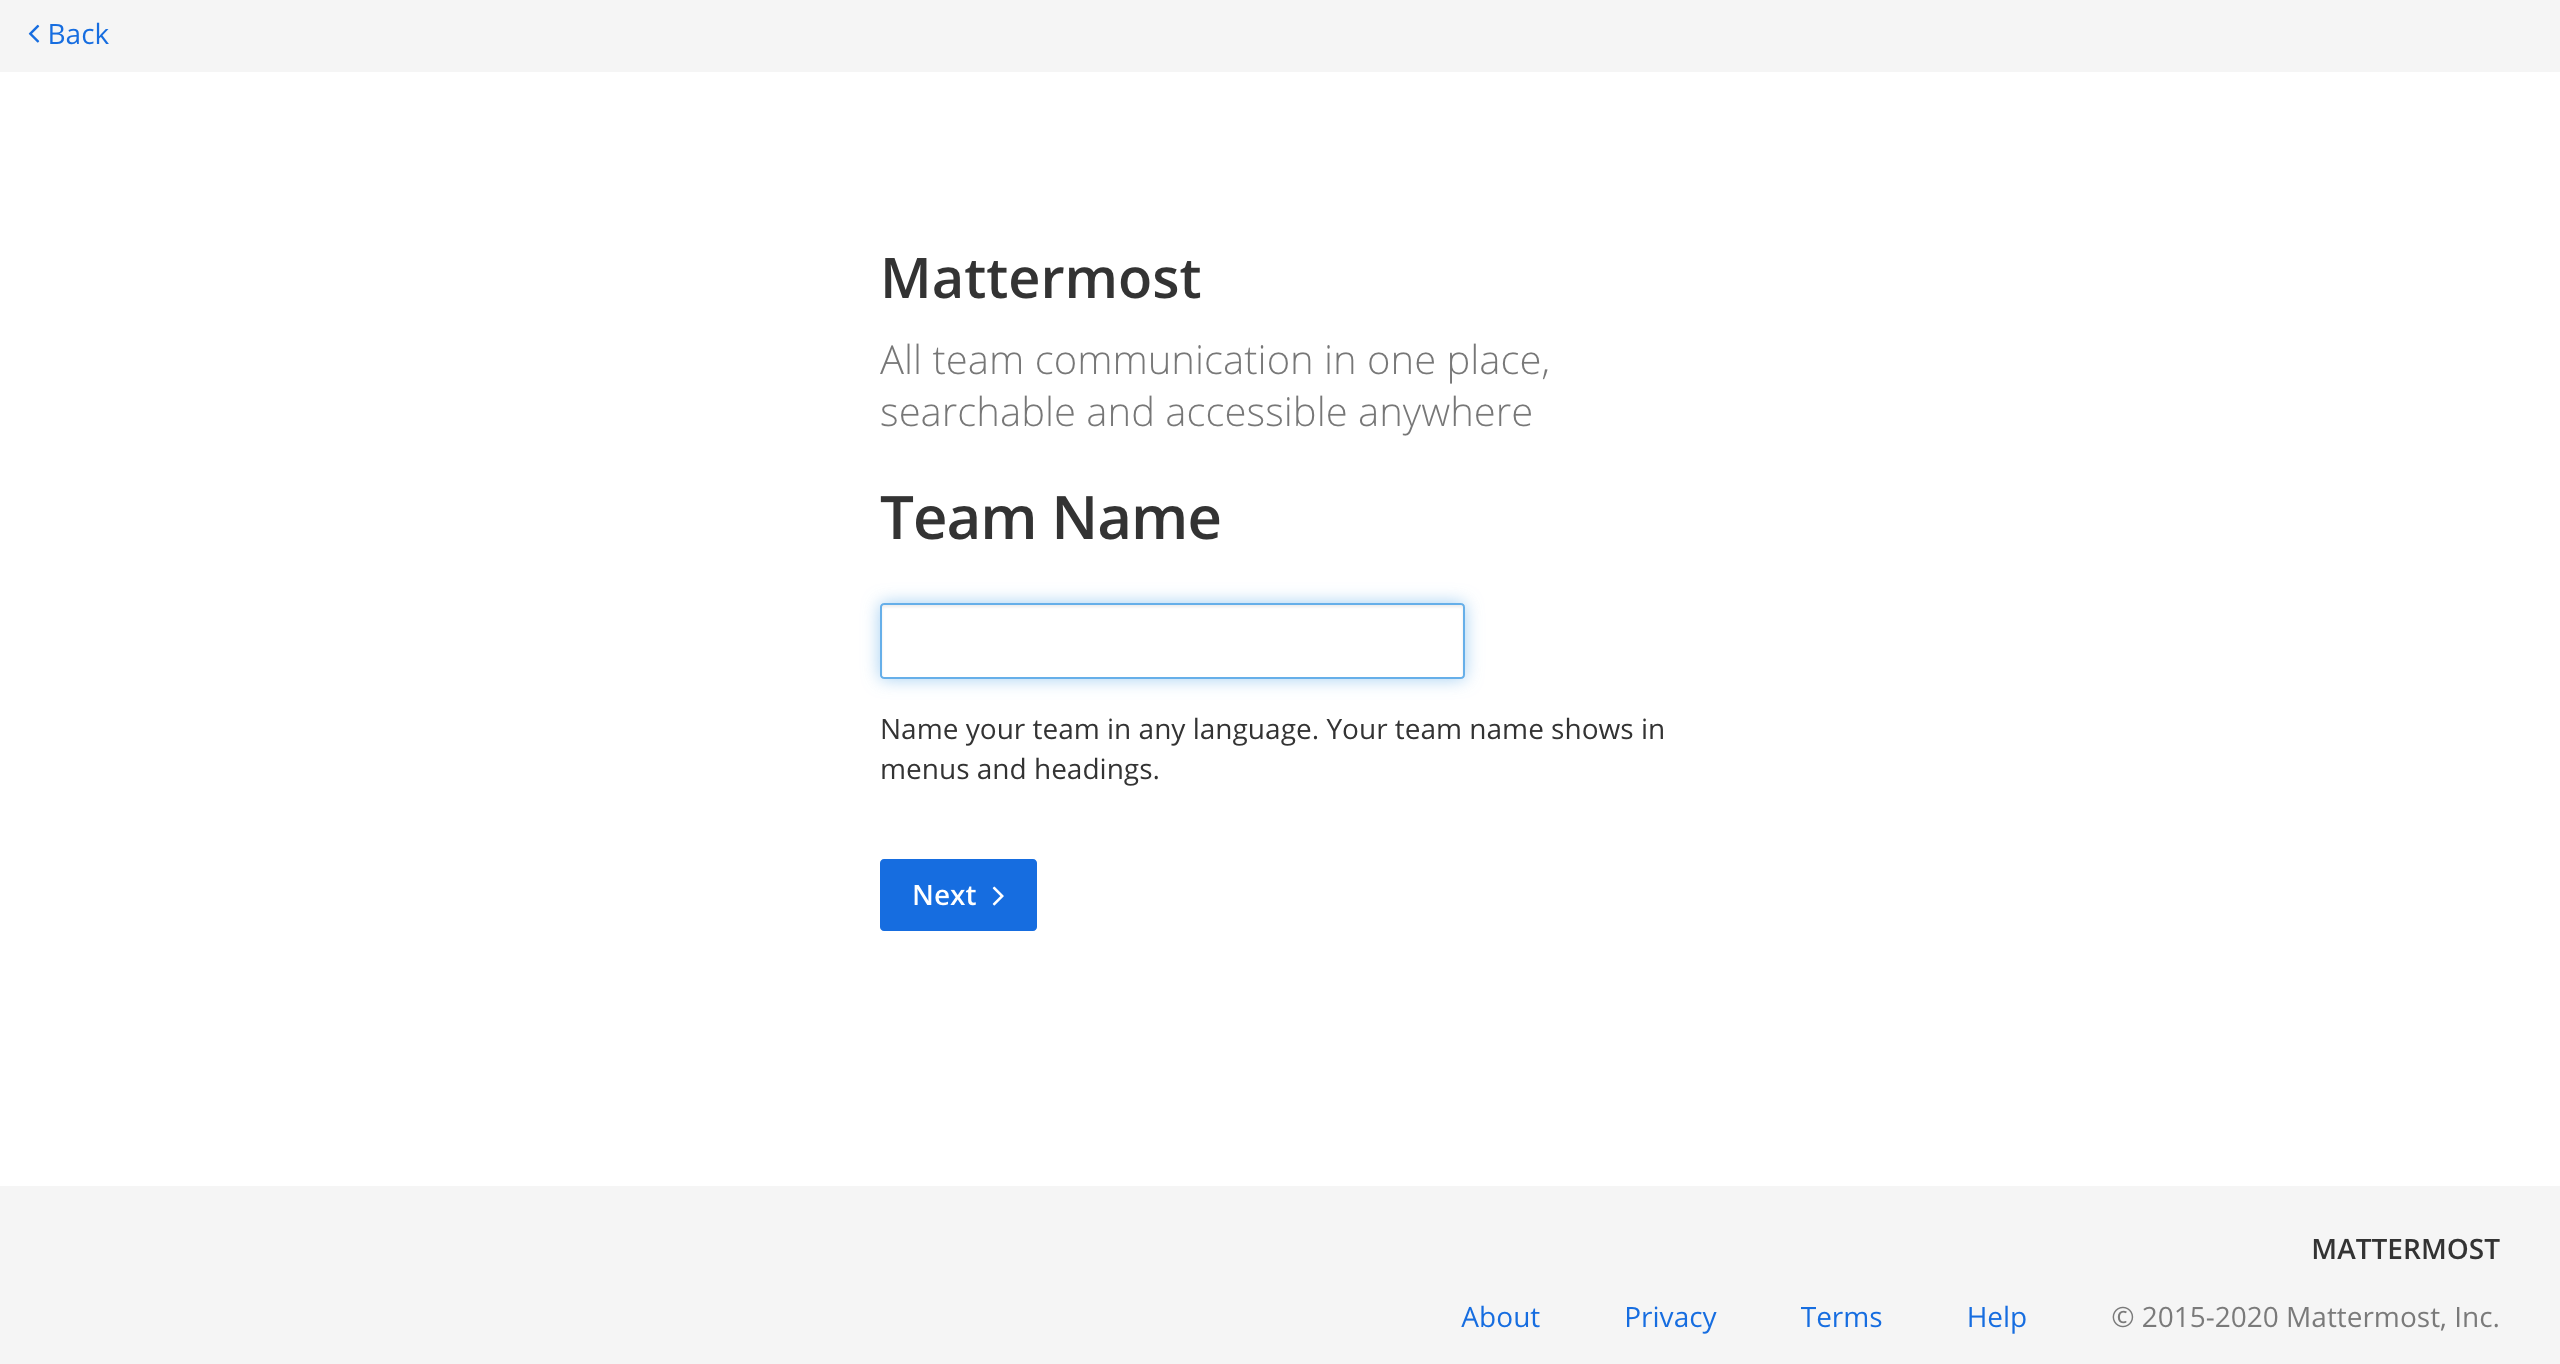 Back
Mattermost
All team communication in one place,
searchable and accessible anywhere
Team Name
Name your team in any language. Your team name shows in
menus and headings.
Next
MATTERMOST
About Privacy Terms Help © 2015-2020 Mattermost, Inc.